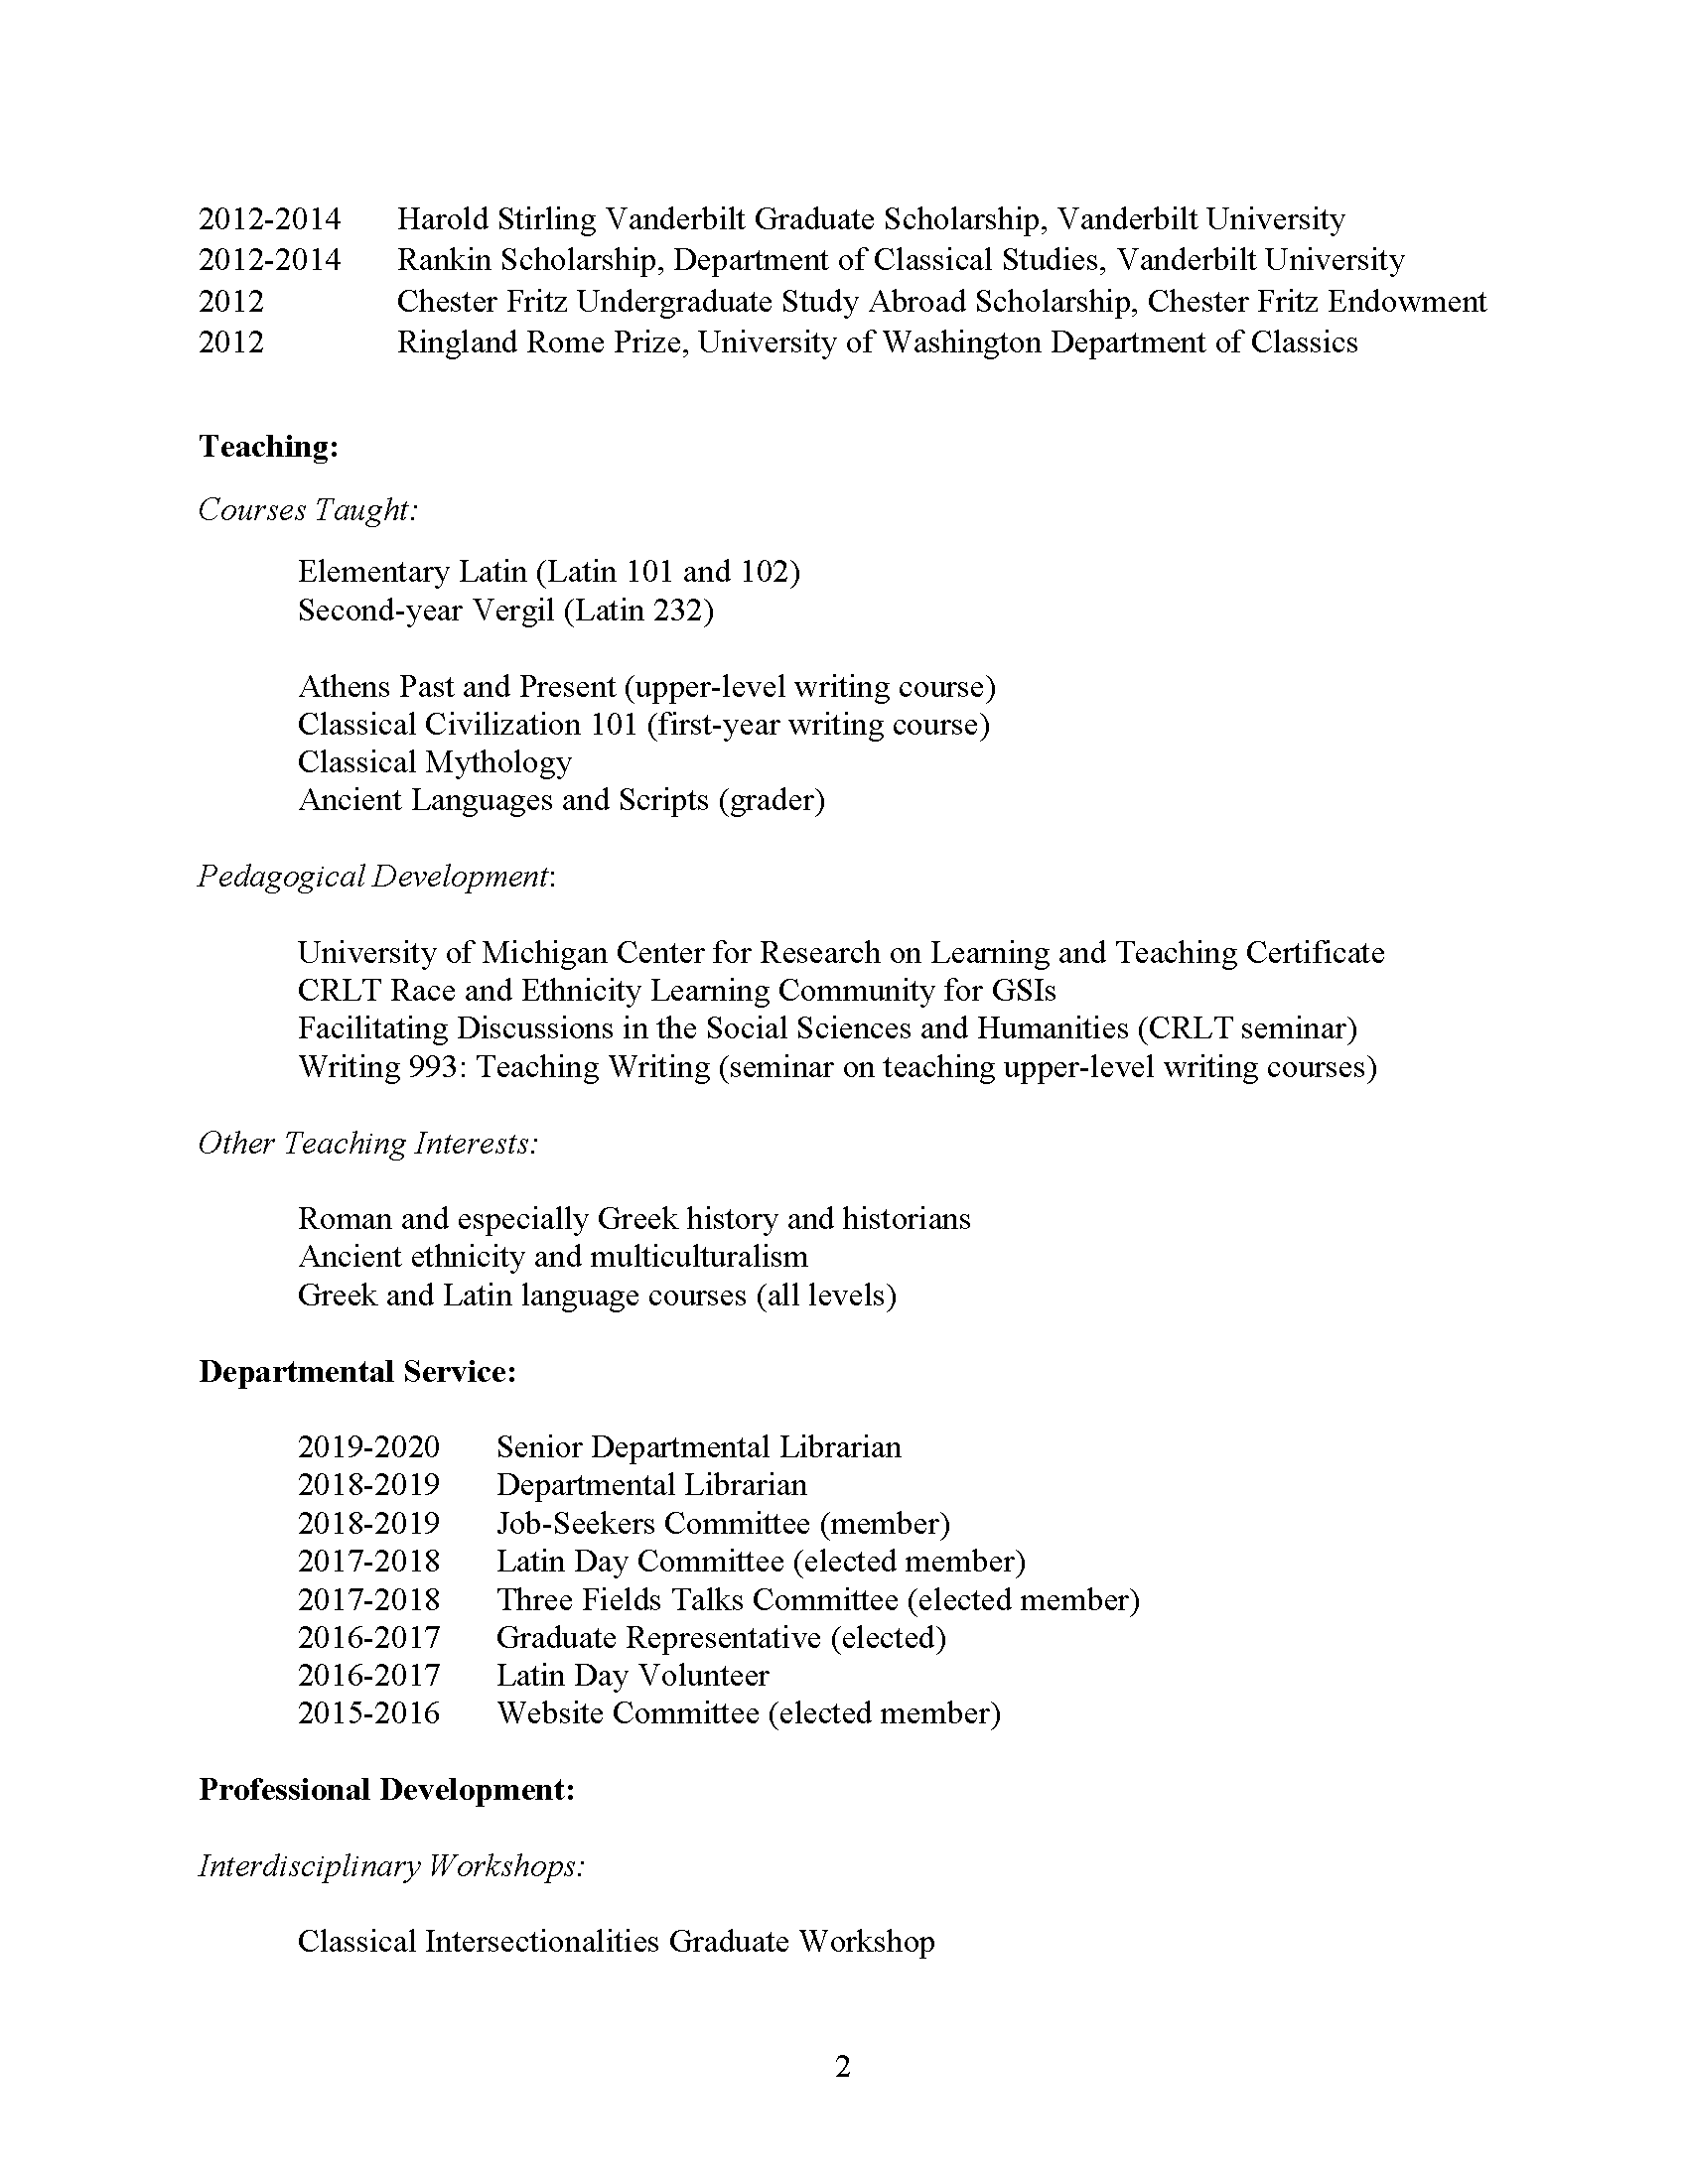 2012-2014 Harold Stirling Vanderbilt Graduate Scholarship, Vanderbilt University
2012-2014 Rankin Scholarship, Department of Classical Studies, Vanderbilt University
2012 Chester Fritz Undergraduate Study Abroad Scholarship, Chester Fritz Endowment
2012 Ringland Rome Prize, University of Washington Department of Classics
Teaching:
Courses Taught:
Elementary Latin (Latin 101 and 102)
Second-year Vergil (Latin 232)
Athens Past and Present (upper-level writing course)
Classical Civilization 101 (first-year writing course)
Classical Mythology
Ancient Languages and Scripts (grader)
Pedagogical Development:
University of Michigan Center for Research on Learning and Teaching Certificate
CRLT Race and Ethnicity Learning Community for GSIs
Facilitating Discussions in the Social Sciences and Humanities (CRLT seminar)
Writing 993: Teaching Writing (seminar on teaching upper-level writing courses)
Other Teaching Interests:
Roman and especially Greek history and historians
Ancient ethnicity and multiculturalism
Greek and Latin language courses (all levels)
Departmental Service:
2019-2020 Senior Departmental Librarian
2018-2019 Departmental Librarian
2018-2019 Job-Seekers Committee (member)
2017-2018 Latin Day Committee (elected member)
2017-2018 Three Fields Talks Committee (elected member)
2016-2017 Graduate Representative (elected)
2016-2017 Latin Day Volunteer
2015-2016 Website Committee (elected member)
Professional Development:
Interdisciplinary Workshops:
Classical Intersectionalities Graduate Workshop
2